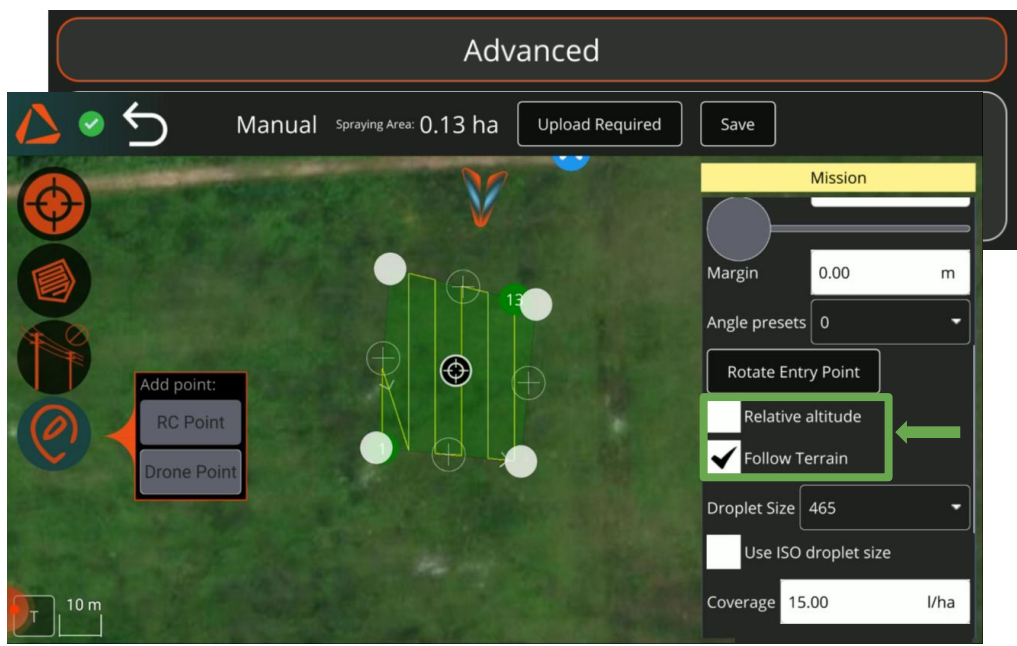 Advanced
Manual Spraying Area: 0.13 ha Upload Required Save
Mission
Margin 0.00 m
Angle presets 0
Rotate Entry Point
Relative altitude
Follow Terrain
Droplet Size 465
Use ISO droplet size
Coverage 15.00 l/ha
Add point:
RC Point
Drone Point
13
1
T 10 m